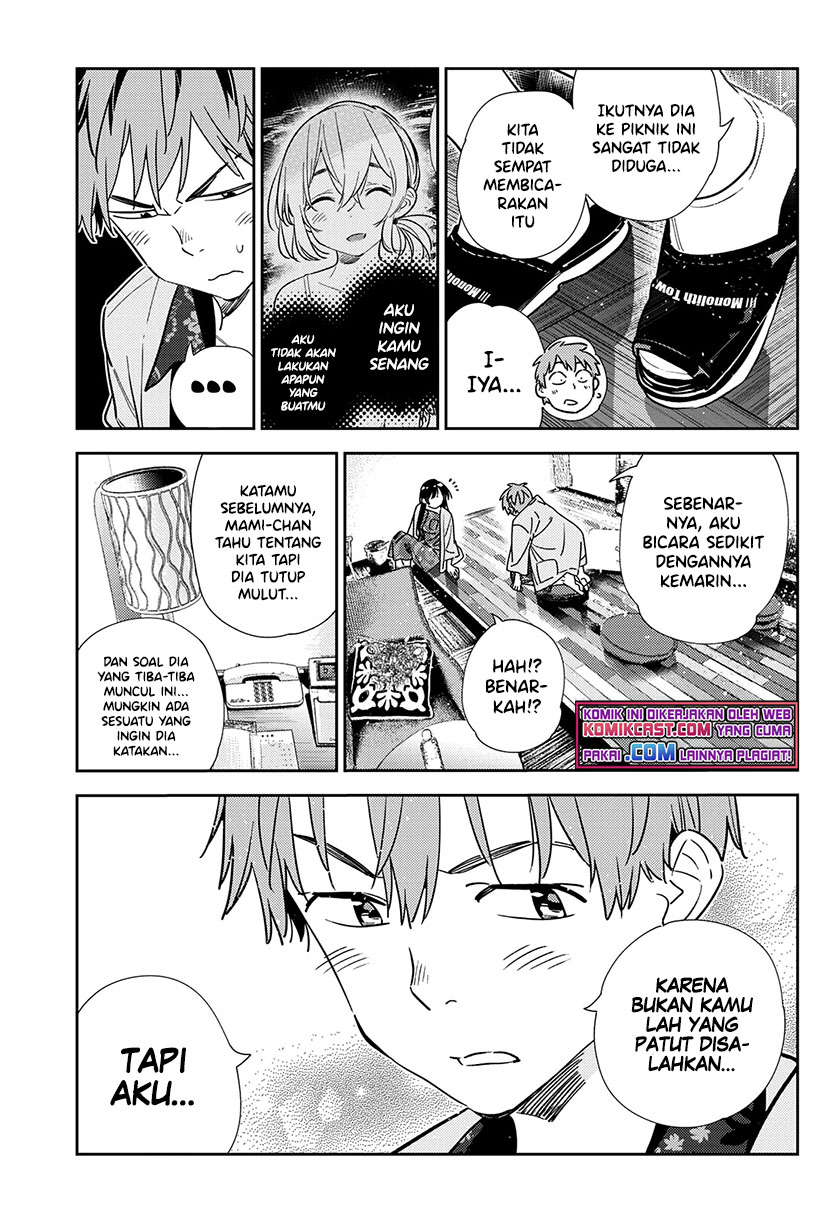 IKUTNYA DIA
KE PIKNIK INI
SANGAT TIDAK
DIDUGA...
KITA
TIDAK
SEMPAT
MEMBICA-
RAKAN
ITU
III Monolith Tow
III Monolith Tow
I-
IYA...
AKU
INGIN
KAMU
SENANG
AKU
TIDAK AKAN
LAKUKAN
APAPUN
YANG
BUATMU
...
SEBENAR-
NYA, AKU
BICARA SEDIKIT
DENGANNYA
KEMARIN...
HAH!?
BENAR-
KAH!?
KOMIK INI DIKERJAKAN OLEH WEB
KOMIKCAST.COM YANG CUMA
PAKAI .COM LAINNYA PLAGIAT!
KATAMU
SEBELUMNYA,
MAMI-CHAN
TAHU TENTANG
KITA TAPI
DIA TUTUP
MULUT...
DAN SOAL DIA
YANG TIBA-TIBA
MUNCUL INI...
MUNGKIN ADA
SESUATU YANG
INGIN DIA
KATAKAN...
KARENA
BUKAN KAMU
LAH YANG
PATUT DISA-
LAHKAN...
TAPI
AKU...